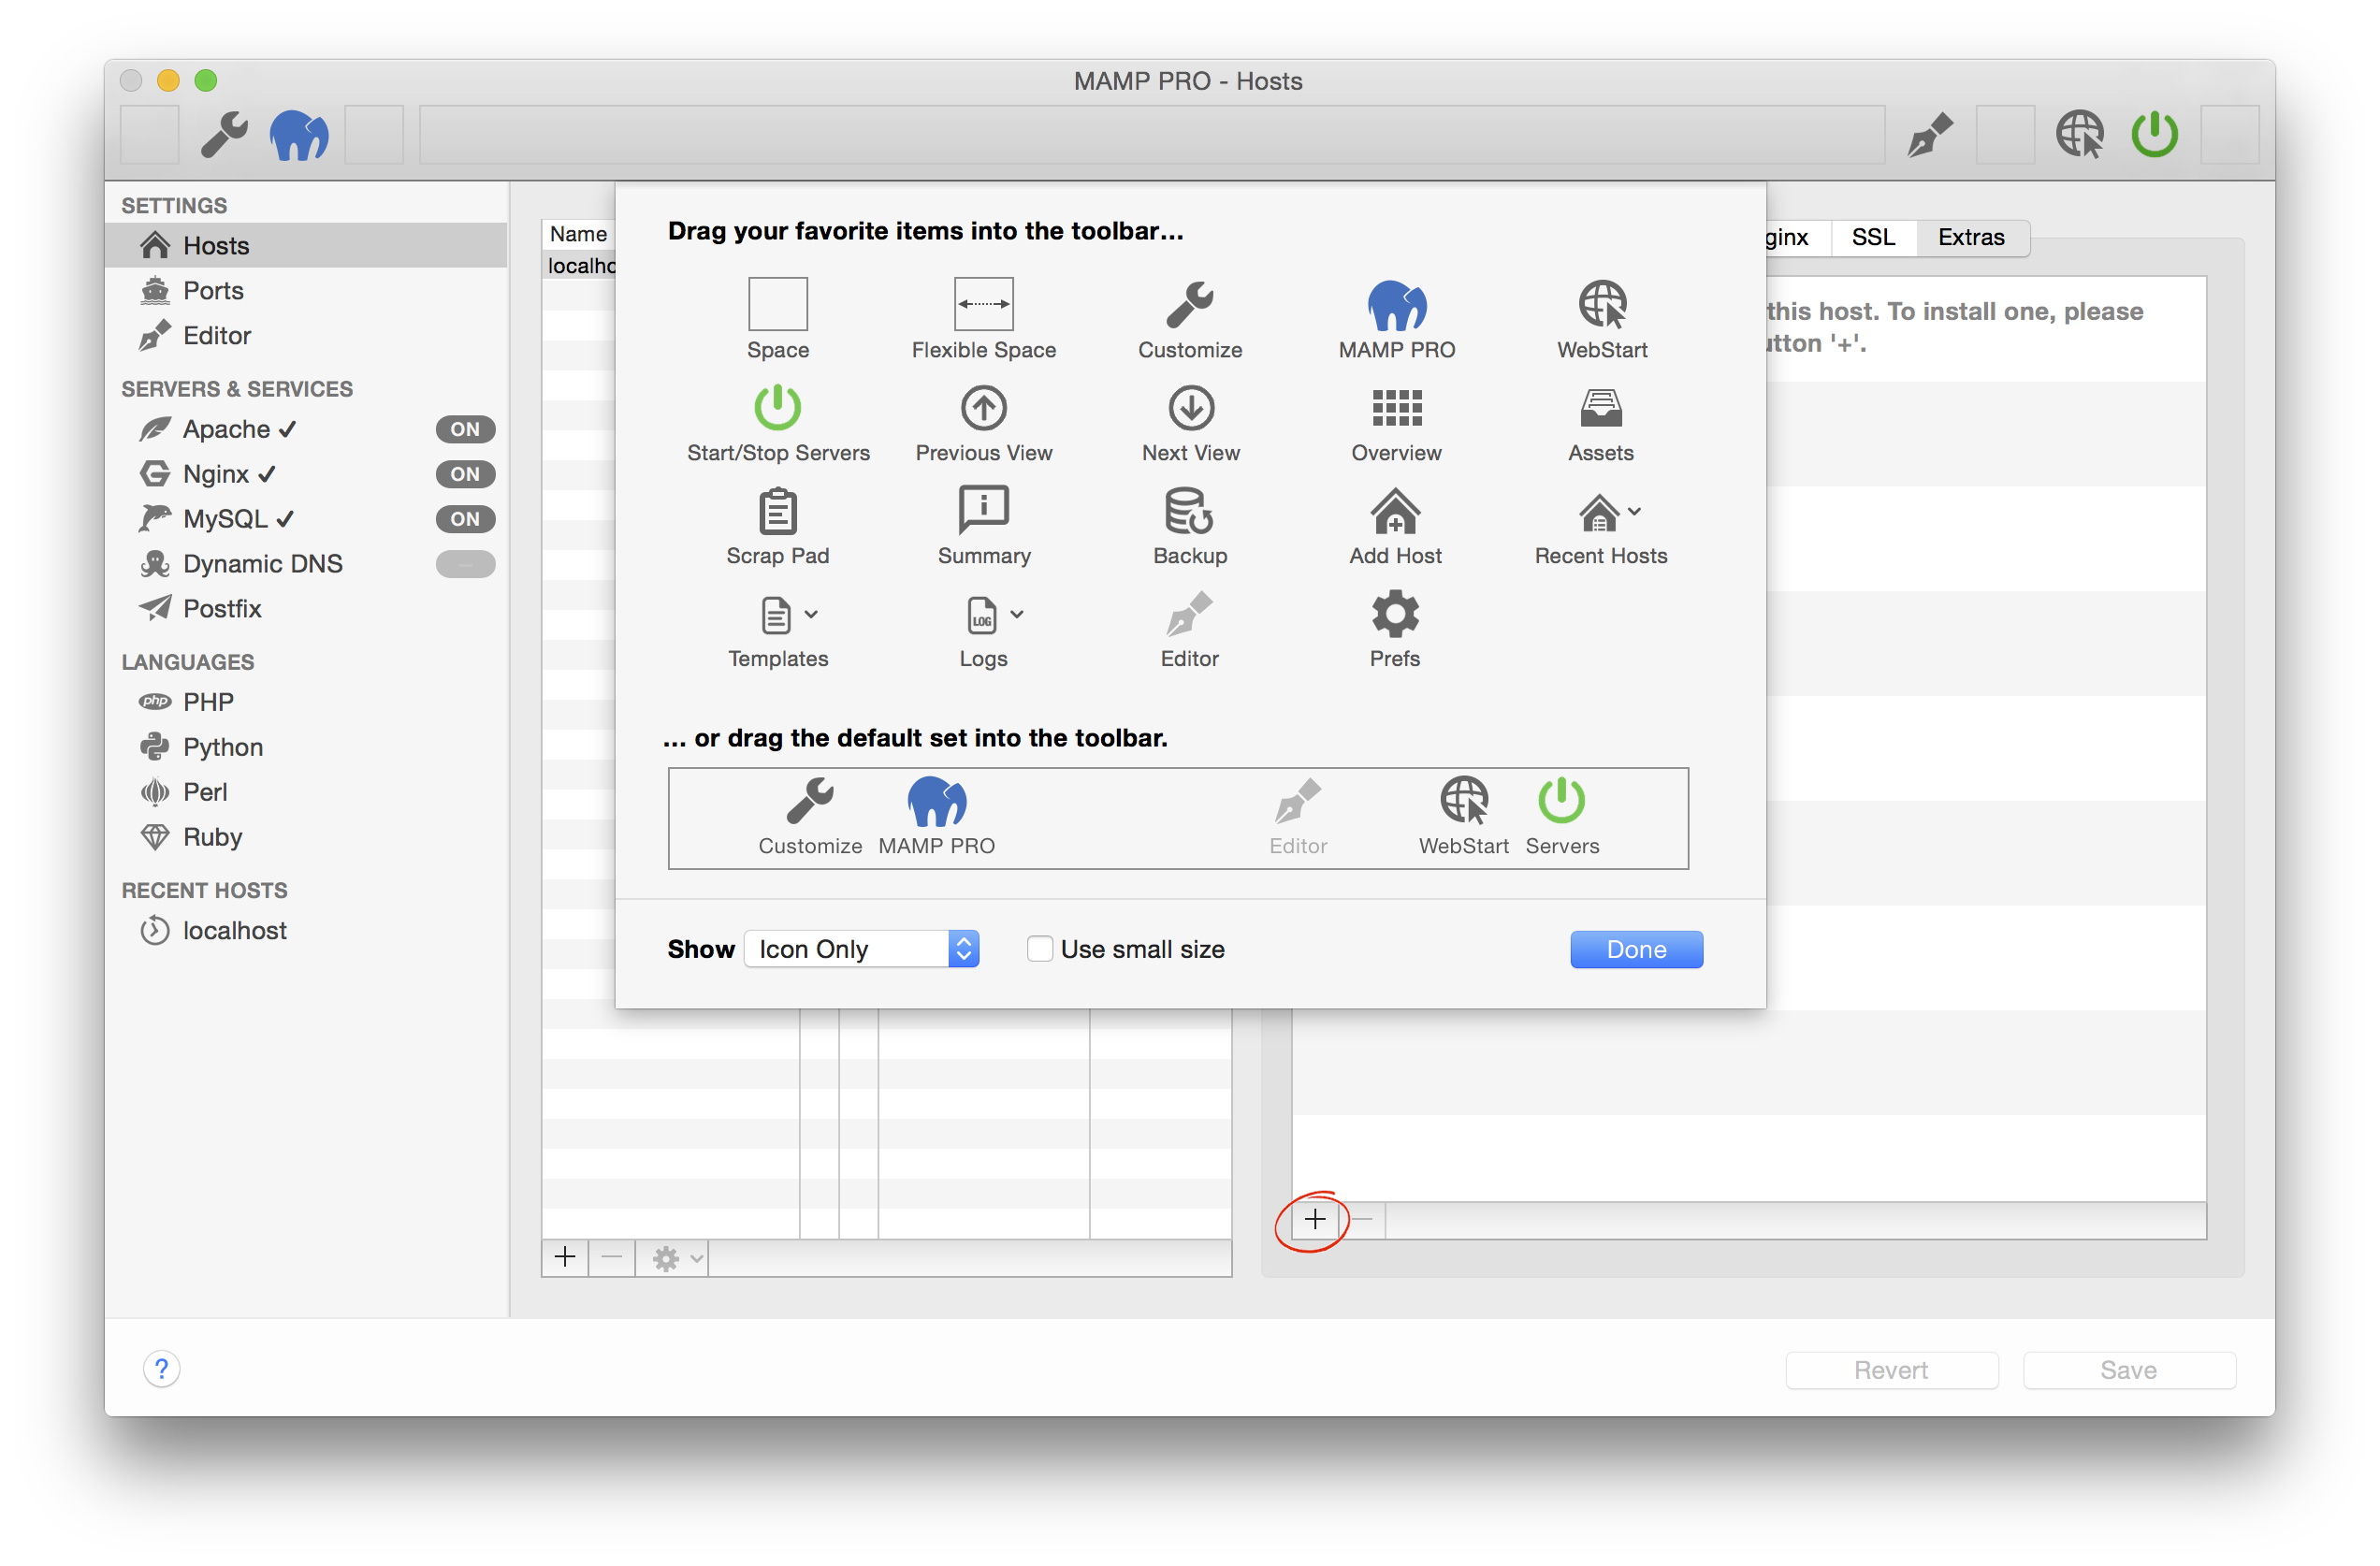 MAMP PRO - Hosts
SETTINGS
Hosts
Ports
Editor
SERVERS & SERVICES
Apache ✓ ON
Nginx ✓ ON
MySQL ✓ ON
Dynamic DNS
Postfix
LANGUAGES
php PHP
Python
Perl
Ruby
RECENT HOSTS
localhost
Name
localho
Drag your favorite items into the toolbar...
Space Flexible Space Customize MAMP PRO WebStart
Start/Stop Servers Previous View Next View Overview Assets
Scrap Pad Summary Backup Add Host Recent Hosts
LOG
Templates Logs Editor Prefs
... or drag the default set into the toolbar.
Customize MAMP PRO Editor WebStart Servers
Show Icon Only Use small size Done
ginx SSL Extras
this host. To install one, please
utton '+'.
+ −
+ −
? Revert Save